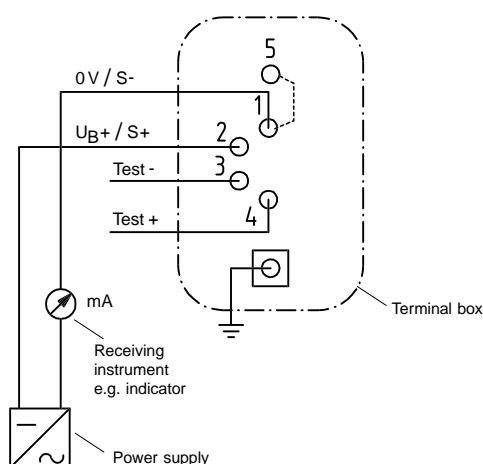 5
0 V / S-
1
UB+ / S+
2
Test -
3
Test +
4
mA
Terminal box
Receiving
instrument
e.g. indicator
Power supply